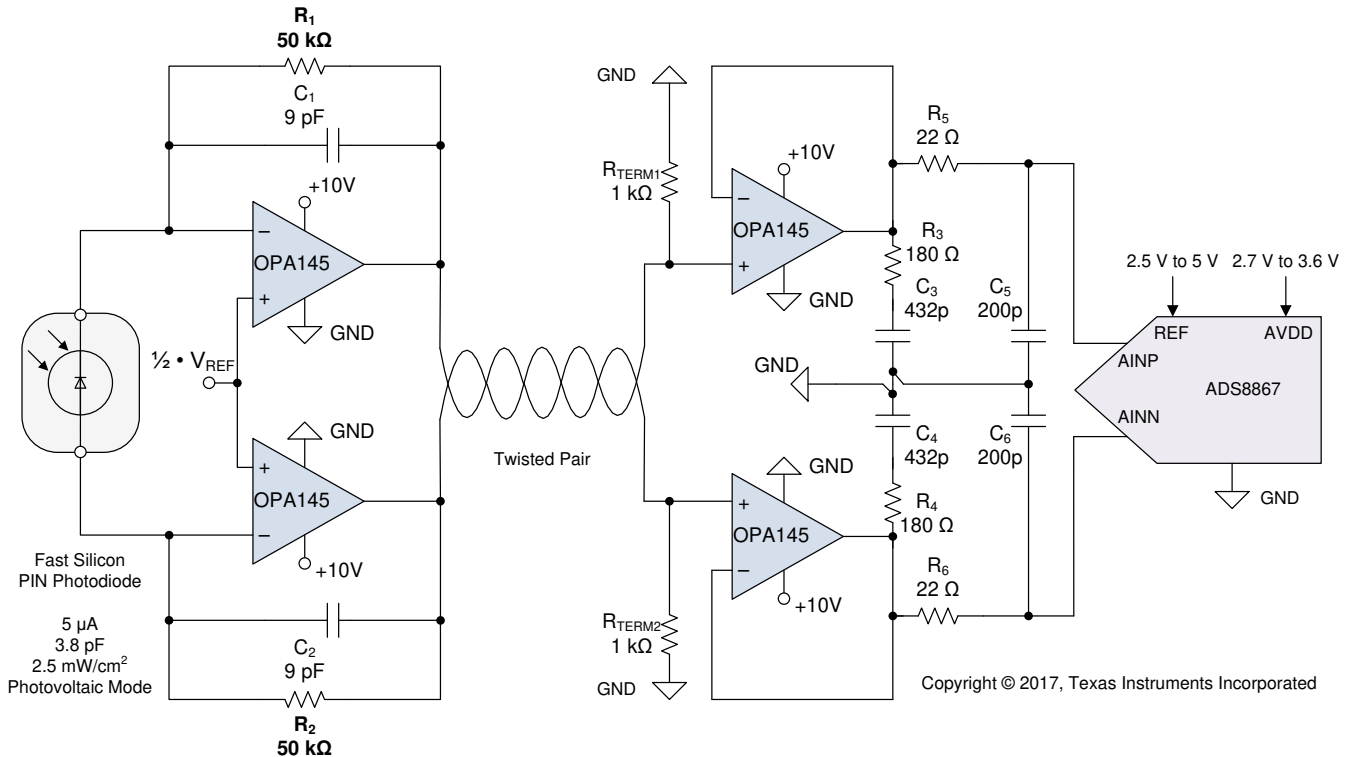 R1
50 kΩ
C1
9 pF
+10V
−
OPA145
+
GND
½ • VREF
GND
+
OPA145
−
+10V
Fast Silicon
PIN Photodiode
5 µA
3.8 pF
2.5 mW/cm2
Photovoltaic Mode
C2
9 pF
R2
50 kΩ
Twisted Pair
GND
RTERM1
1 kΩ
+10V
−
OPA145
+
GND
R5
22 Ω
R3
180 Ω
C3
432p
C5
200p
GND
C4
432p
C6
200p
GND
+
OPA145
−
+10V
R4
180 Ω
R6
22 Ω
RTERM2
1 kΩ
GND
2.5 V to 5 V
2.7 V to 3.6 V
REF
AVDD
AINP
ADS8867
AINN
GND
Copyright © 2017, Texas Instruments Incorporated